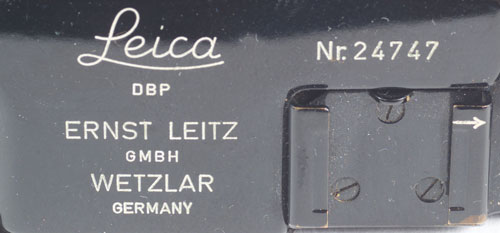 Leica Nr. 24747
DBP
ERNST LEITZ
GMBH
WETZLAR
GERMANY